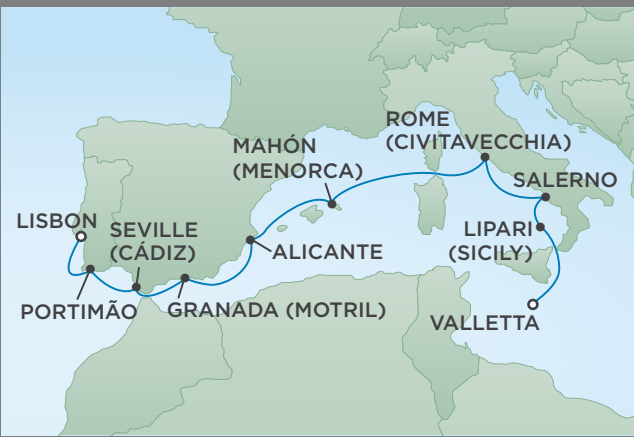 ROME
(CIVITAVECCHIA)
MAHÓN
(MENORCA)
SALERNO
LISBON
SEVILLE
(CÁDIZ)
LIPARI
(SICILY)
ALICANTE
PORTIMÃO
GRANADA (MOTRIL)
VALLETTA